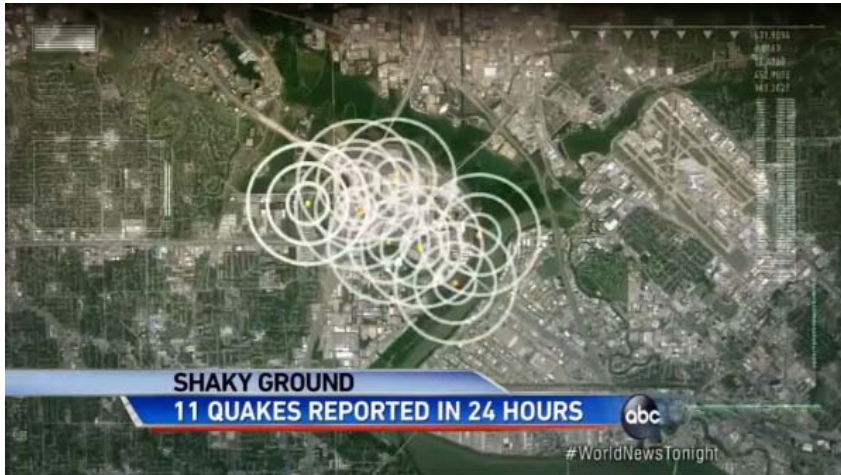 SHAKY GROUND
11 QUAKES REPORTED IN 24 HOURS
abc
#WorldNewsTonight